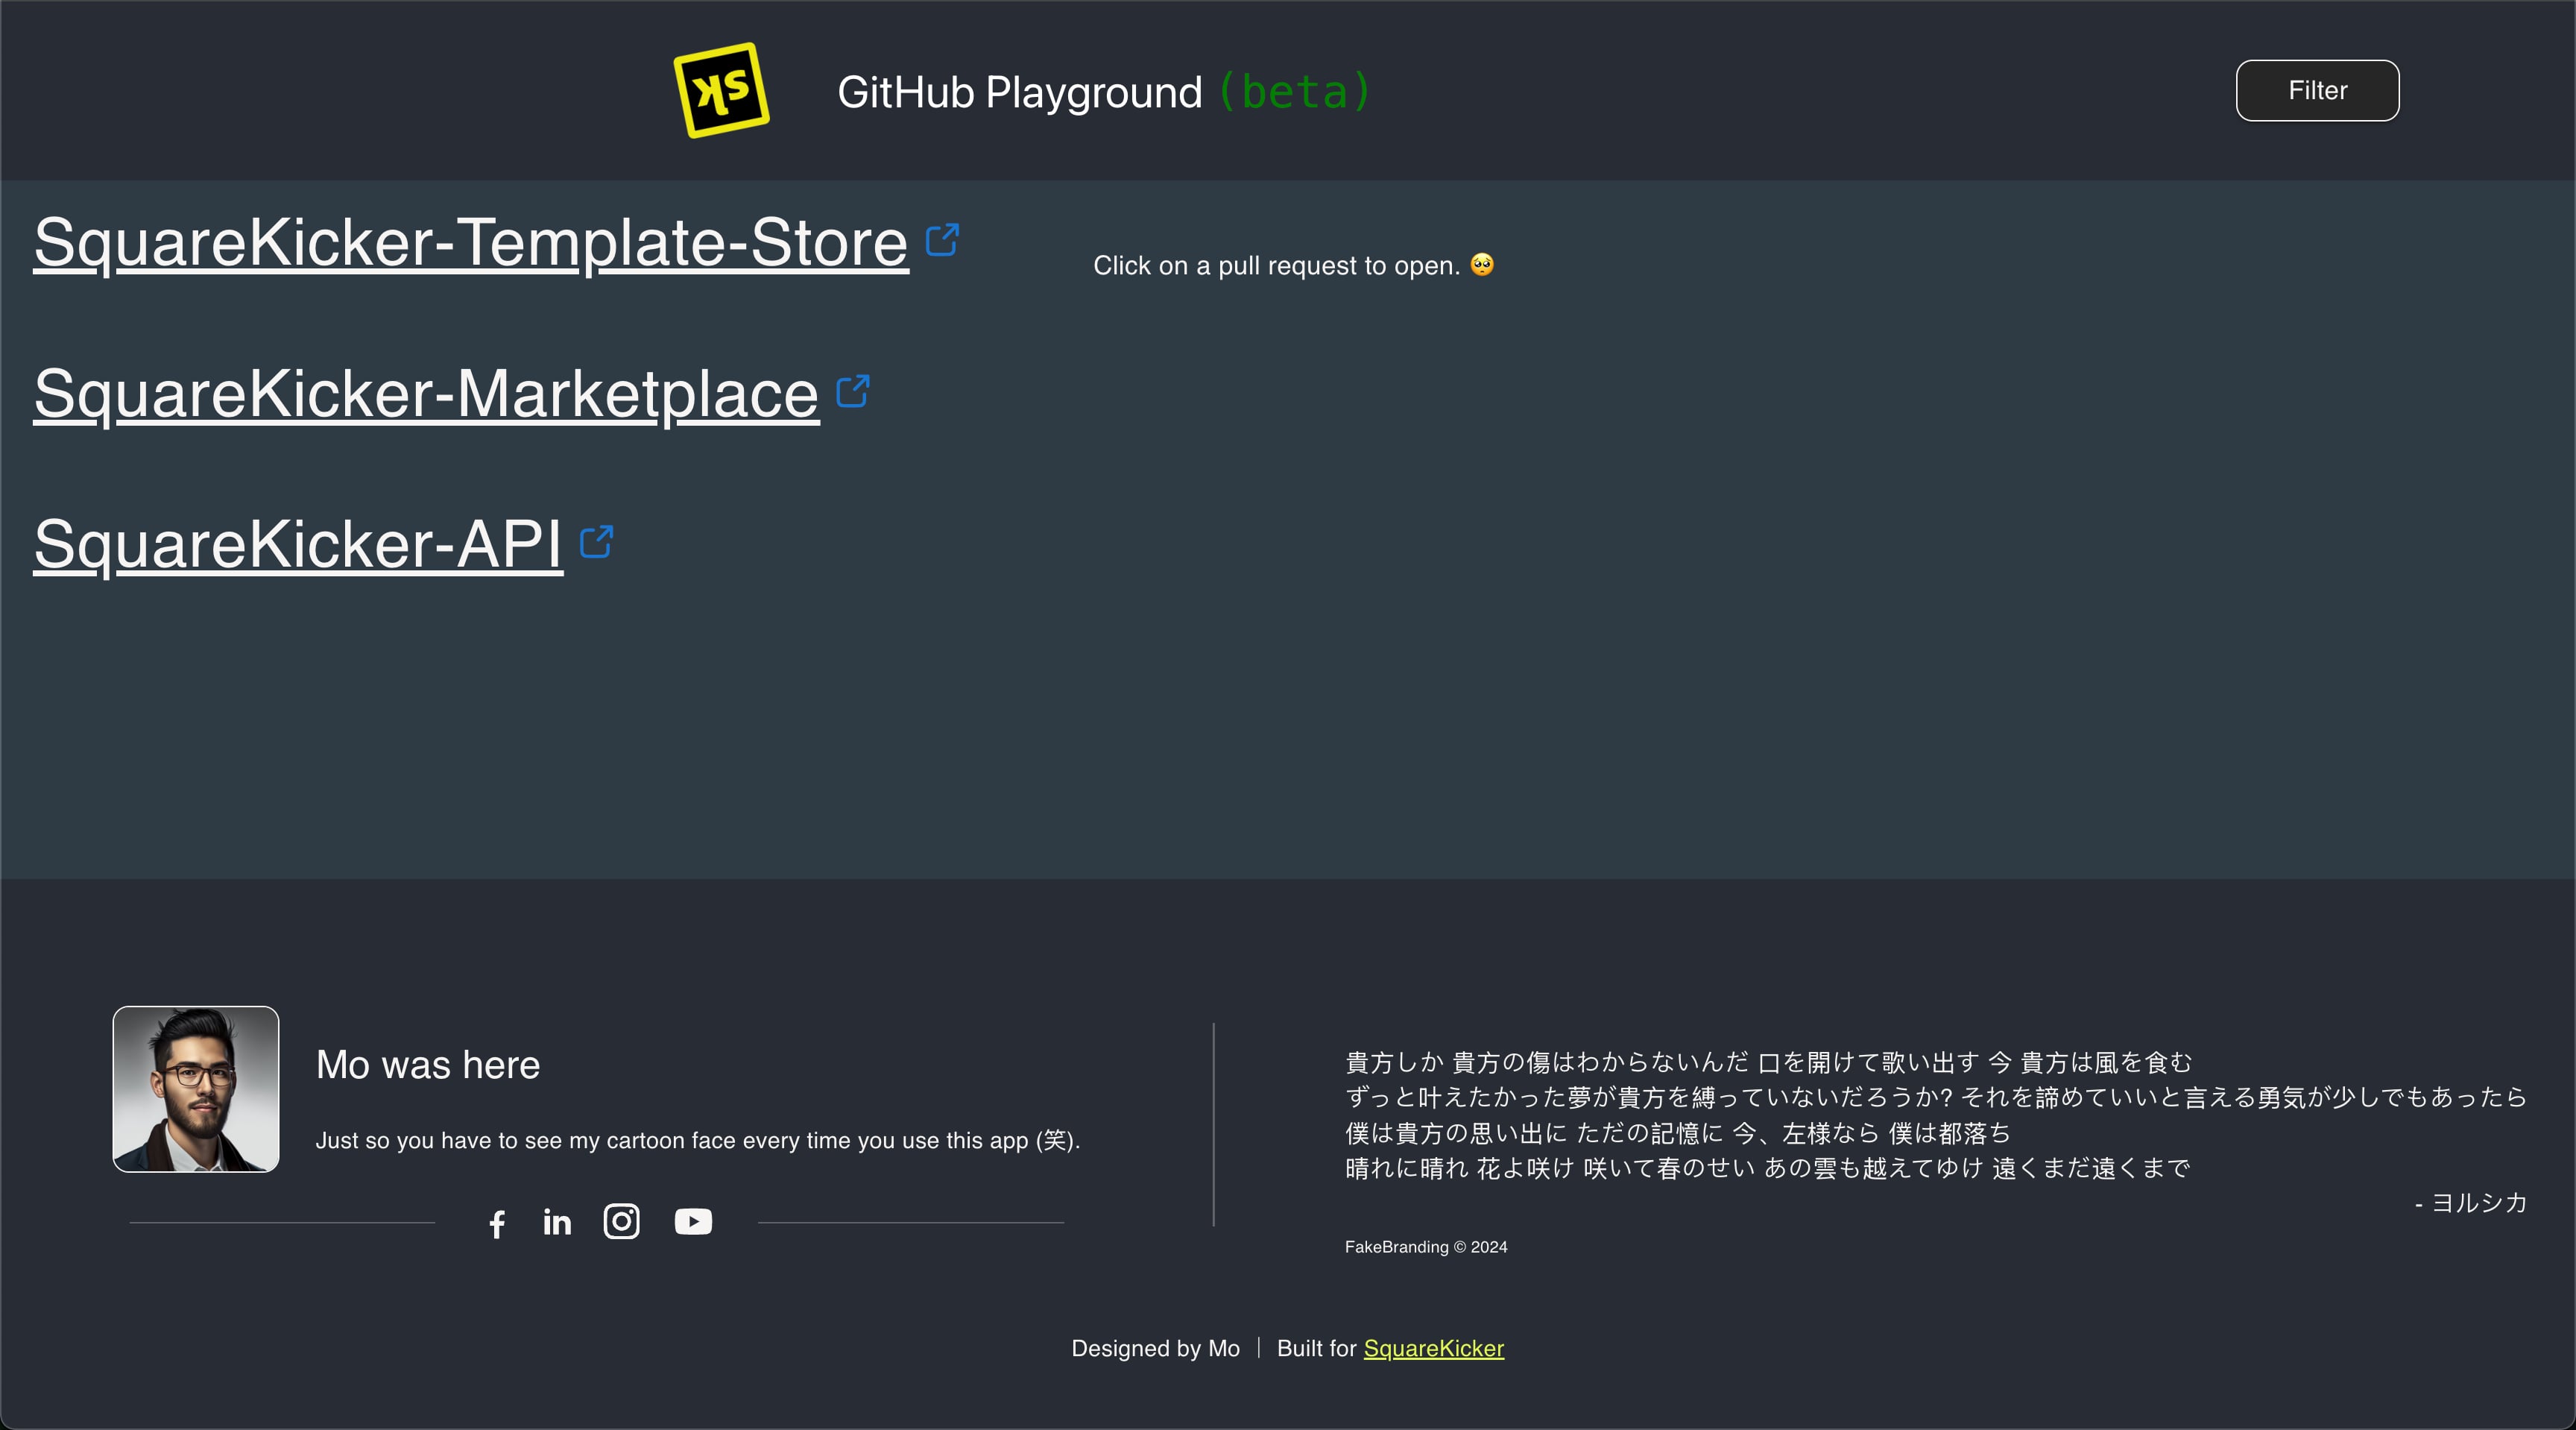 sk
GitHub Playground (beta)
Filter
SquareKicker-Template-Store
Click on a pull request to open. 🥺
SquareKicker-Marketplace
SquareKicker-API
Mo was here
Just so you have to see my cartoon face every time you use this app (笑).
f in
貴方しか 貴方の傷はわからないんだ 口を開けて歌い出す 今 貴方は風を食む
ずっと叶えたかった夢が貴方を縛っていないだろうか? それを諦めていいと言える勇気が少しでもあったら
僕は貴方の思い出に ただの記憶に 今、左様なら 僕は都落ち
晴れに晴れ 花よ咲け 咲いて春のせい あの雲も越えてゆけ 遠くまだ遠くまで
- ヨルシカ
FakeBranding © 2024
Designed by Mo | Built for SquareKicker